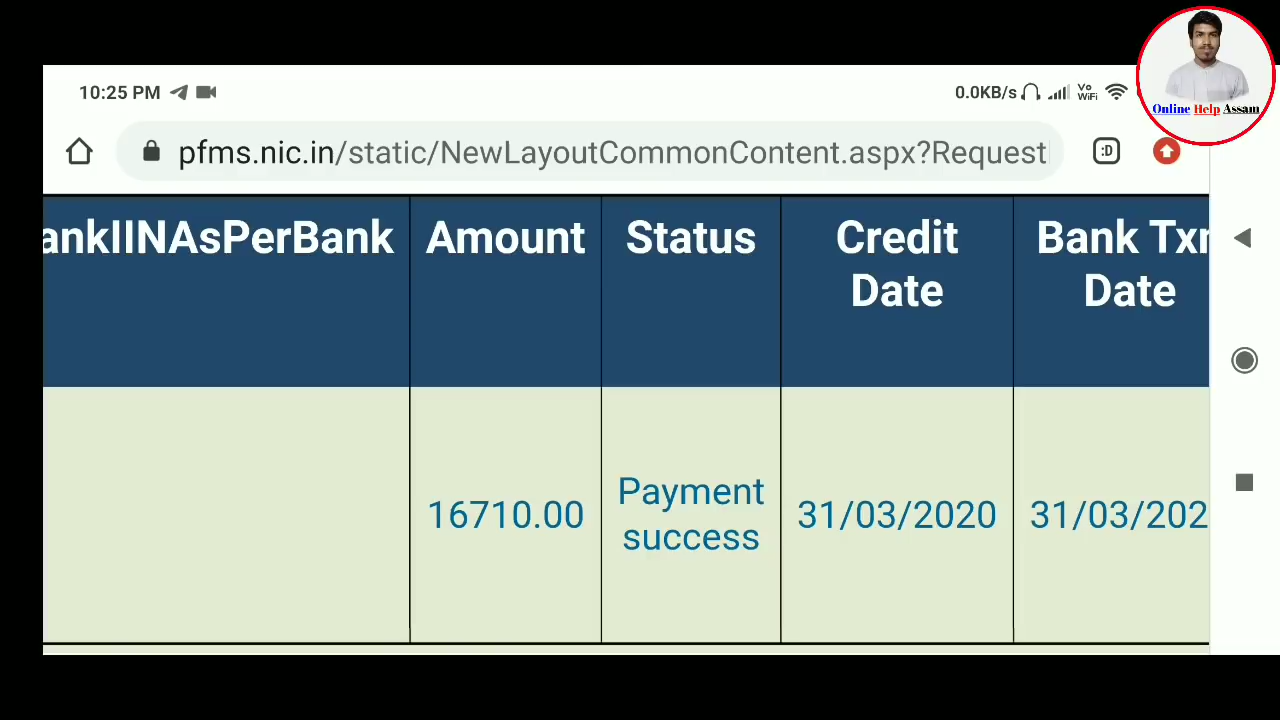 10:25 PM
0.0KB/s
Vo
WiFi
Online Help Assam
pfms.nic.in/static/NewLayoutCommonContent.aspx?Request
:D
ankIINAsPerBank
Amount
Status
Credit
Date
Bank Txn
Date
16710.00
Payment
success
31/03/2020
31/03/202